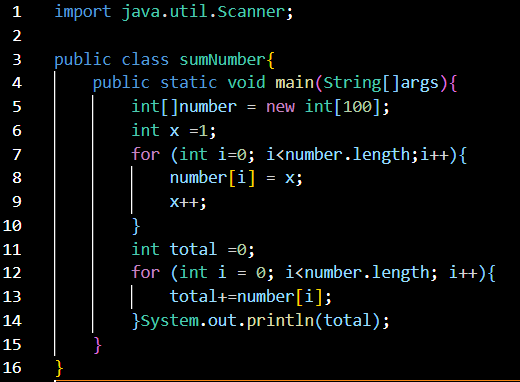 1 import java.util.Scanner;
2
3 public class sumNumber{
4 public static void main(String[]args){
5 int[]number = new int[100];
6 int x =1;
7 for (int i=0; i<number.length;i++){
8 number[i] = x;
9 x++;
10 }
11 int total =0;
12 for (int i = 0; i<number.length; i++){
13 total+=number[i];
14 }System.out.println(total);
15 }
16 }